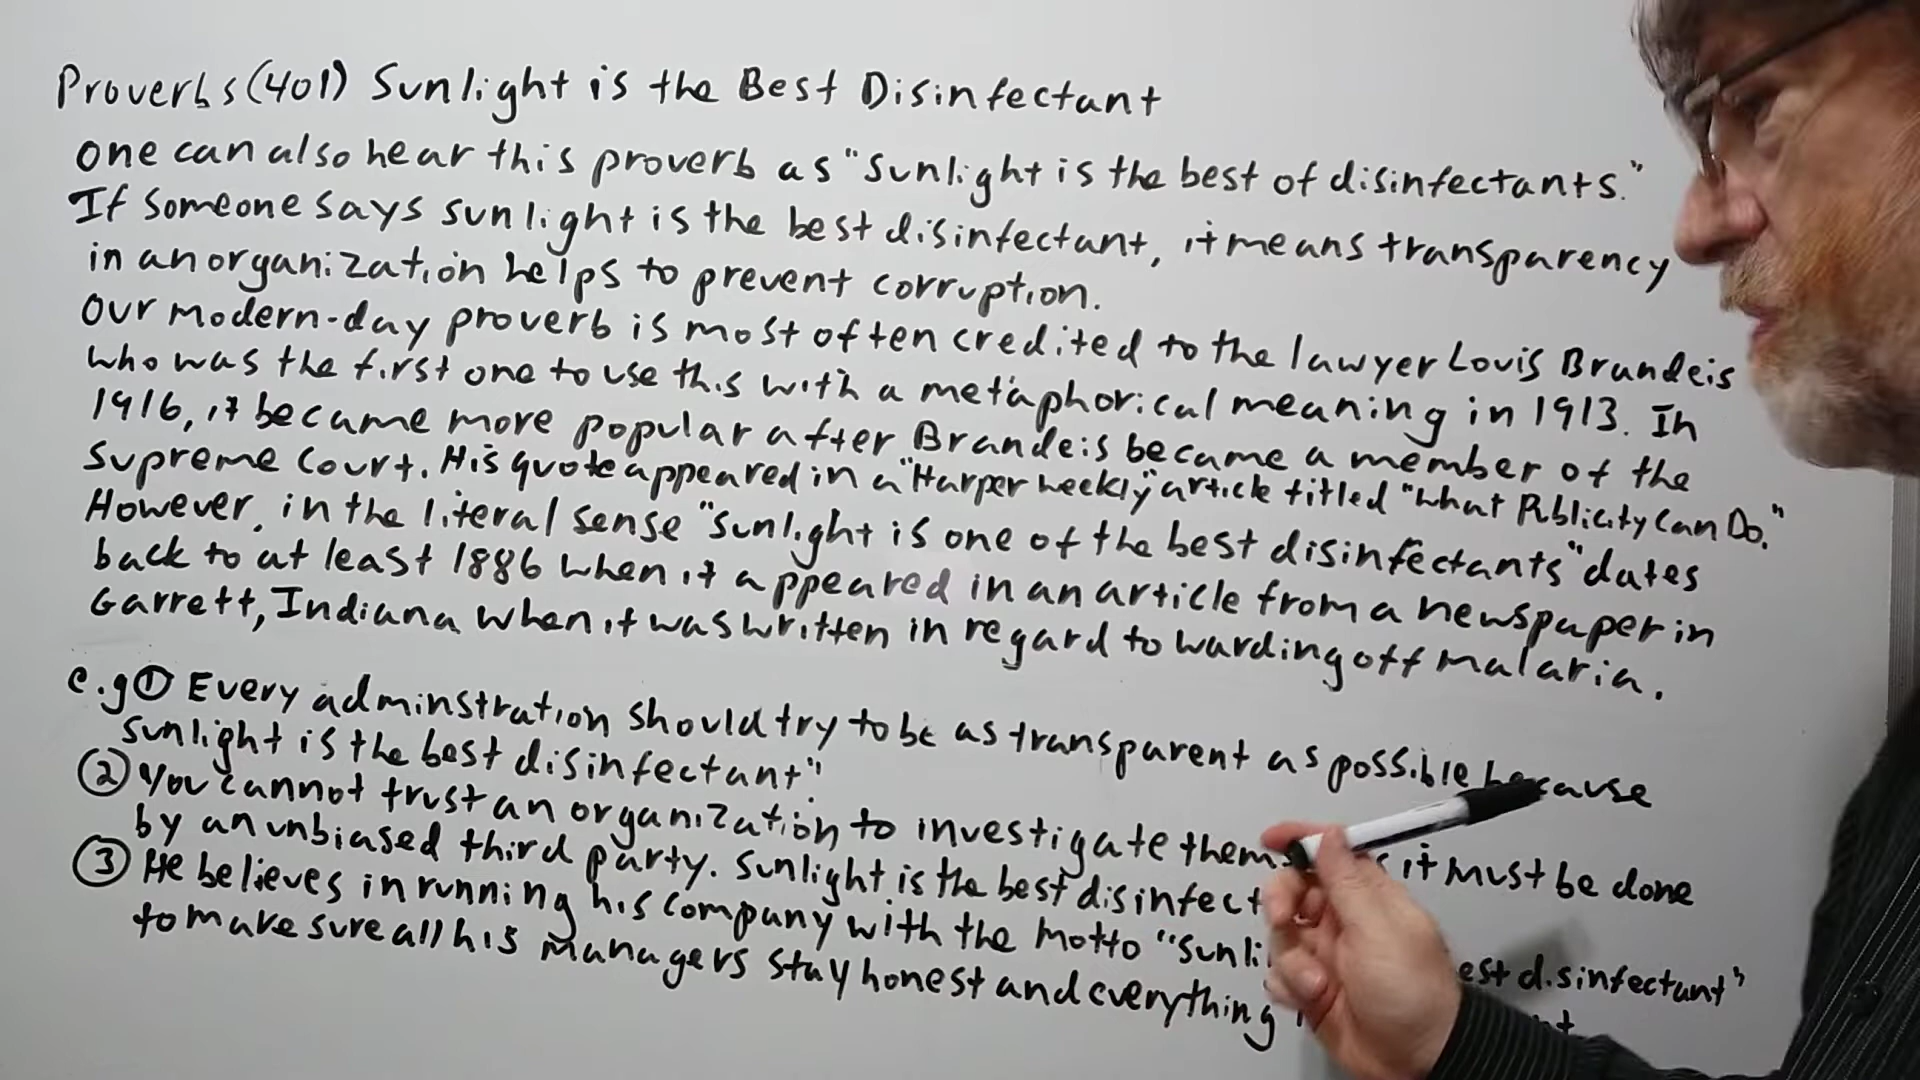 Proverbs (401) Sunlight is the Best Disinfectant
one can also hear this proverb as "Sunlight is the best of disinfectants."
If someone says sunlight is the best disinfectant, it means transparency
in an organization helps to prevent corruption.
Our modern-day proverb is most often credited to the lawyer Louis Brandeis
who was the first one to use this with a metaphorical meaning in 1913. In
1916, it became more popular after Brandeis became a member of the
Supreme Court. His quote appeared in a "Harper weekly" article titled "what Publicity Can Do."
However, in the literal sense "sunlight is one of the best disinfectants" dates
back to at least 1886 when it appeared in an article from a newspaper in
Garrett, Indiana when it was written in regard to warding off malaria.
e.g ① Every adminstration should try to be as transparent as possible because
sunlight is the best disinfectant"
② You cannot trust an organization to investigate it must be done
by an unbiased third party. Sunlight is the best
③ He believes in running his company with the motto disinfectant"
to make sure all his managers stay honest and everything